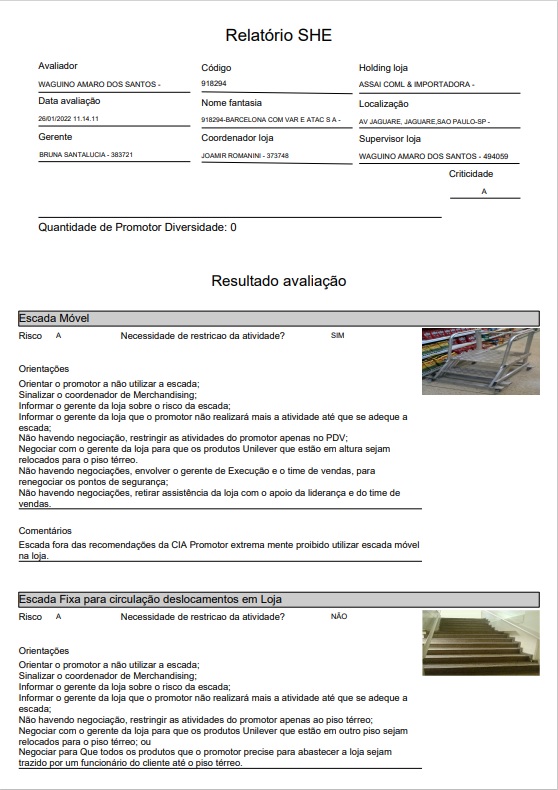 Relatório SHE
Avaliador
WAGUINO AMARO DOS SANTOS -
Código
918294
Holding loja
ASSAI COML & IMPORTADORA -
Data avaliação
26/01/2022 11.14.11
Nome fantasia
918294-BARCELONA COM VAR E ATAC S A -
Localização
AV JAGUARE, JAGUARE,SAO PAULO-SP -
Gerente
BRUNA SANTALUCIA - 383721
Coordenador loja
JOAMIR ROMANINI - 373748
Supervisor loja
WAGUINO AMARO DOS SANTOS - 494059
Criticidade
A
Quantidade de Promotor Diversidade: 0
Resultado avaliação
Escada Móvel
Risco A Necessidade de restricao da atividade? SIM
Orientações
Orientar o promotor a não utilizar a escada;
Sinalizar o coordenador de Merchandising;
Informar o gerente da loja sobre o risco da escada;
Informar o gerente da loja que o promotor não realizará mais a atividade até que se adeque a
escada;
Não havendo negociação, restringir as atividades do promotor apenas no PDV;
Negociar com o gerente da loja para que os produtos Unilever que estão em altura sejam
relocados para o piso térreo.
Não havendo negociações, envolver o gerente de Execução e o time de vendas, para
renegociar os pontos de segurança;
Não havendo negociações, retirar assistência da loja com o apoio da liderança e do time de
vendas.
Comentários
Escada fora das recomendações da CIA Promotor extrema mente proibido utilizar escada móvel
na loja.
Escada Fixa para circulação deslocamentos em Loja
Risco A Necessidade de restricao da atividade? NÃO
Orientações
Orientar o promotor a não utilizar a escada;
Sinalizar o coordenador de Merchandising;
Informar o gerente da loja sobre o risco da escada;
Informar o gerente da loja que o promotor não realizará mais a atividade até que se adeque a
escada;
Não havendo negociação, restringir as atividades do promotor apenas ao piso térreo;
Negociar com o gerente da loja para que os produtos Unilever que estão em outro piso sejam
relocados para o piso térreo; ou
Negociar para Que todos os produtos que o promotor precise para abastecer a loja sejam
trazido por um funcionário do cliente até o piso térreo.